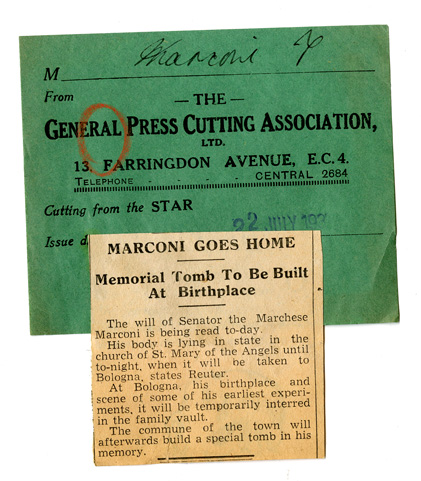 Marconi
M
From
— THE —
GENERAL PRESS CUTTING ASSOCIATION,
LTD.
13, FARRINGDON AVENUE, E.C. 4.
TELEPHONE - - - - CENTRAL 2684
Cutting from the STAR
22 JULY 193
Issue d
MARCONI GOES HOME
Memorial Tomb To Be Built
At Birthplace
The will of Senator the Marchese
Marconi is being read to-day.
His body is lying in state in the
church of St. Mary of the Angels until
to-night, when it will be taken to
Bologna, states Reuter.
At Bologna, his birthplace and
scene of some of his earliest experi-
ments, it will be temporarily interred
in the family vault.
The commune of the town will
afterwards build a special tomb in his
memory.